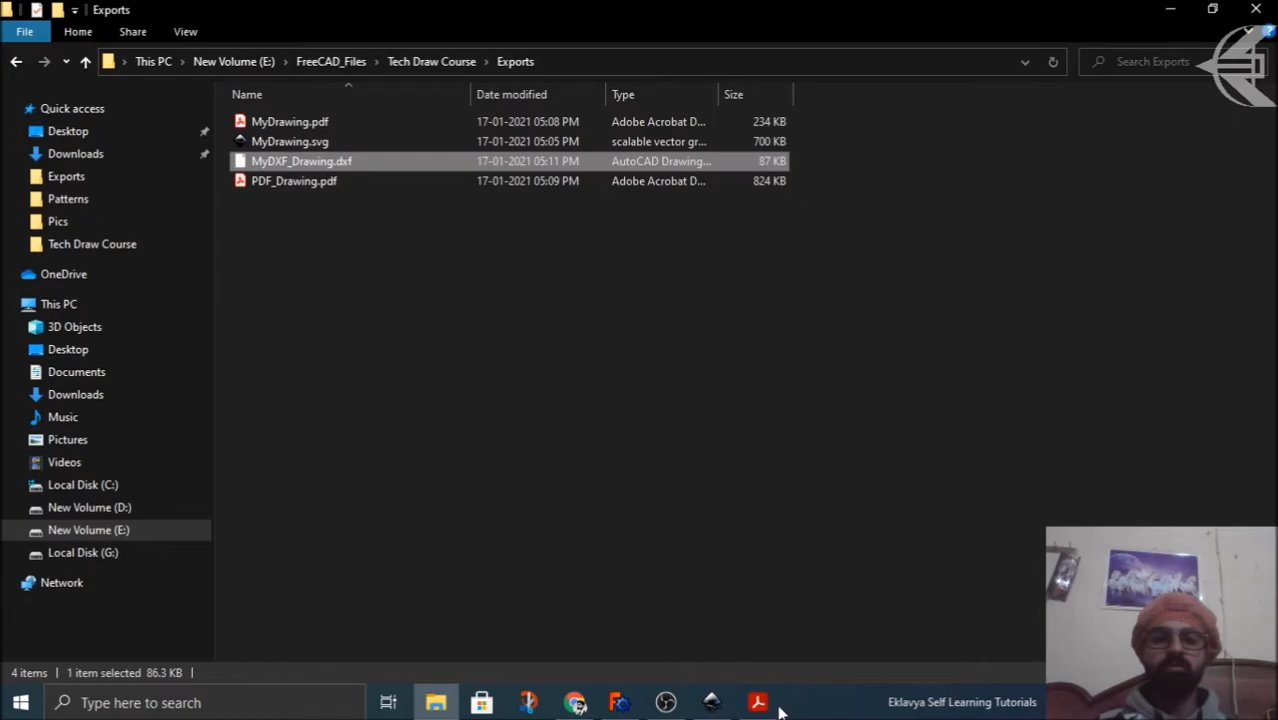 Exports
File Home Share View
This PC New Volume (E:) FreeCAD_Files Tech Draw Course Exports
Search Exports
Name Date modified Type Size
Quick access
Desktop
Downloads
Exports
Patterns
Pics
Tech Draw Course
OneDrive
This PC
3D Objects
Desktop
Documents
Downloads
Music
Pictures
Videos
Local Disk (C:)
New Volume (D:)
New Volume (E:)
Local Disk (G:)
Network
MyDrawing.pdf 17-01-2021 05:08 PM Adobe Acrobat D... 234 KB
MyDrawing.svg 17-01-2021 05:05 PM scalable vector gr... 700 KB
MyDXF_Drawing.dxf 17-01-2021 05:11 PM AutoCAD Drawing... 87 KB
PDF_Drawing.pdf 17-01-2021 05:09 PM Adobe Acrobat D... 824 KB
4 items 1 item selected 86.3 KB
Type here to search
Eklavya Self Learning Tutorials